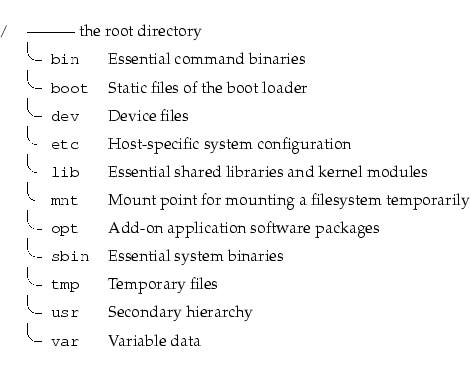 / the root directory
bin Essential command binaries
boot Static files of the boot loader
dev Device files
etc Host-specific system configuration
lib Essential shared libraries and kernel modules
mnt Mount point for mounting a filesystem temporarily
opt Add-on application software packages
sbin Essential system binaries
tmp Temporary files
usr Secondary hierarchy
var Variable data